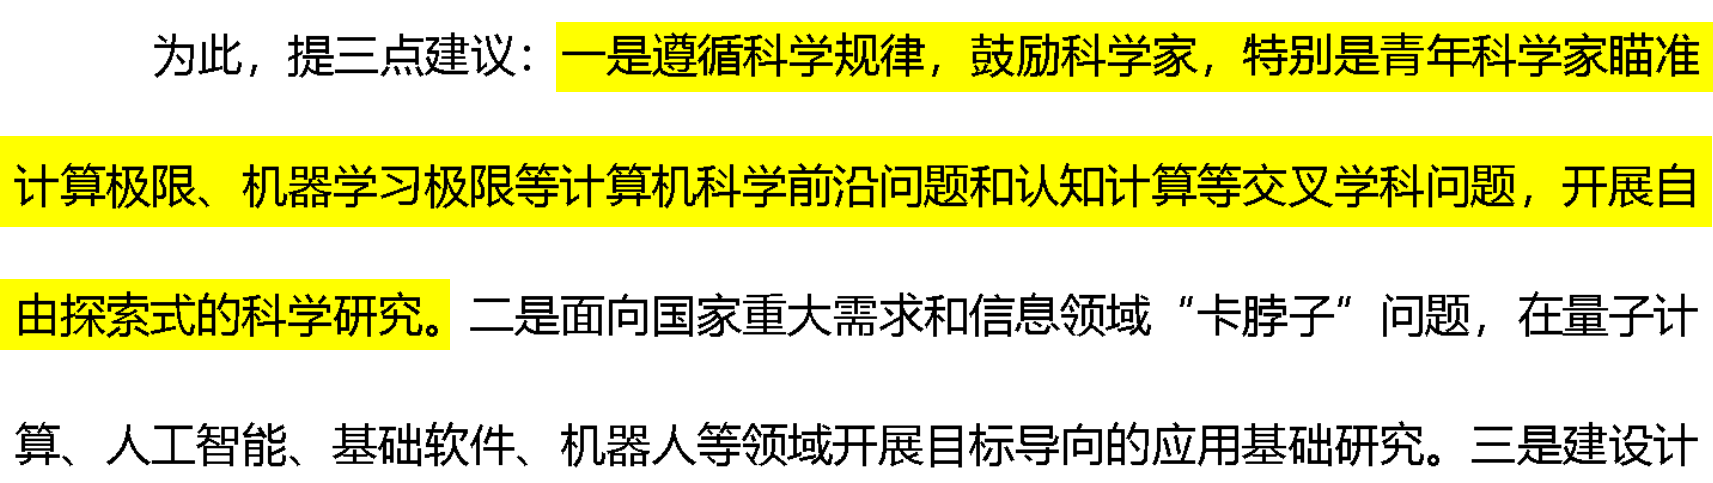 为此，提三点建议：一是遵循科学规律，鼓励科学家，特别是青年科学家瞄准
计算极限、机器学习极限等计算机科学前沿问题和认知计算等交叉学科问题，开展自
由探索式的科学研究。二是面向国家重大需求和信息领域“卡脖子”问题，在量子计
算、人工智能、基础软件、机器人等领域开展目标导向的应用基础研究。三是建设计